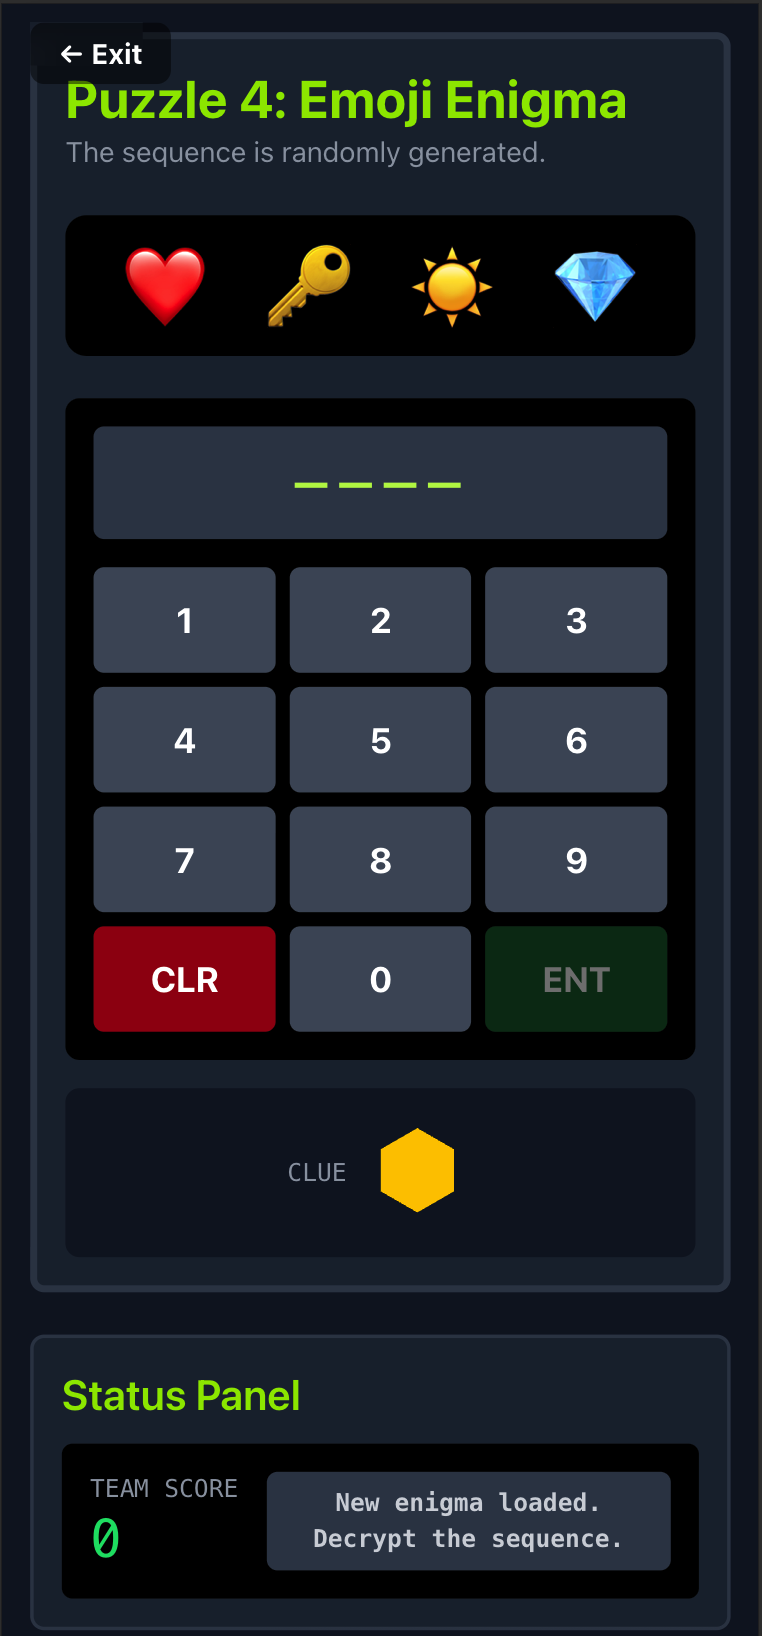 ← Exit
Puzzle 4: Emoji Enigma
The sequence is randomly generated.
____
1 2 3
4 5 6
7 8 9
CLR 0 ENT
CLUE
Status Panel
TEAM SCORE
0
New enigma loaded.
Decrypt the sequence.